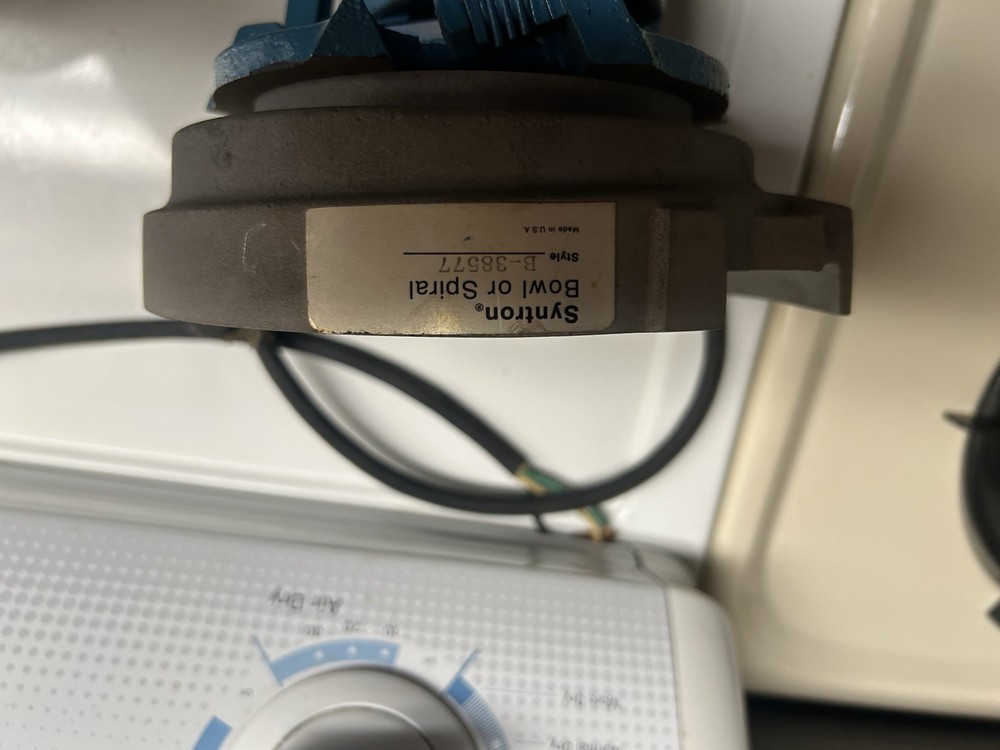 Syntron®
Bowl or Spiral
Style B-38577
Made in U.S.A.
Air Dry